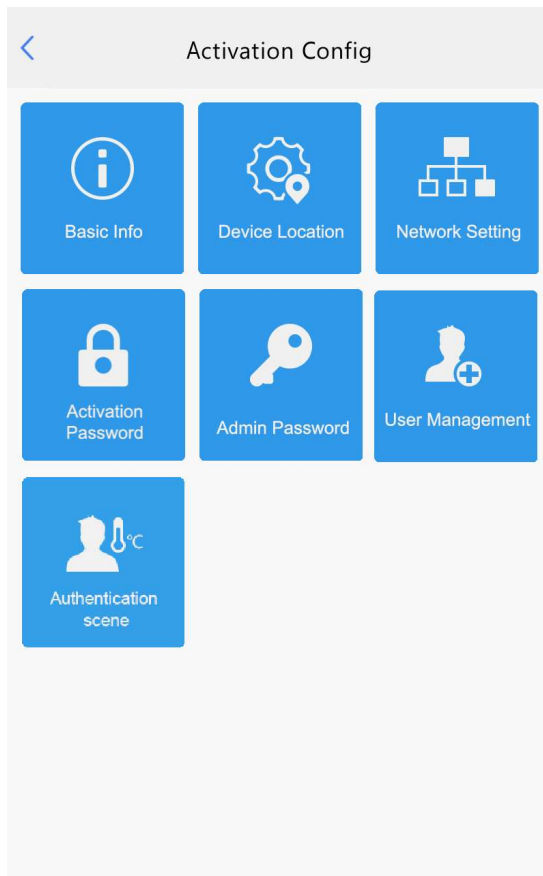 Activation Config
Basic Info
Device Location
Network Setting
Activation
Password
Admin Password
User Management
°C
Authentication
scene